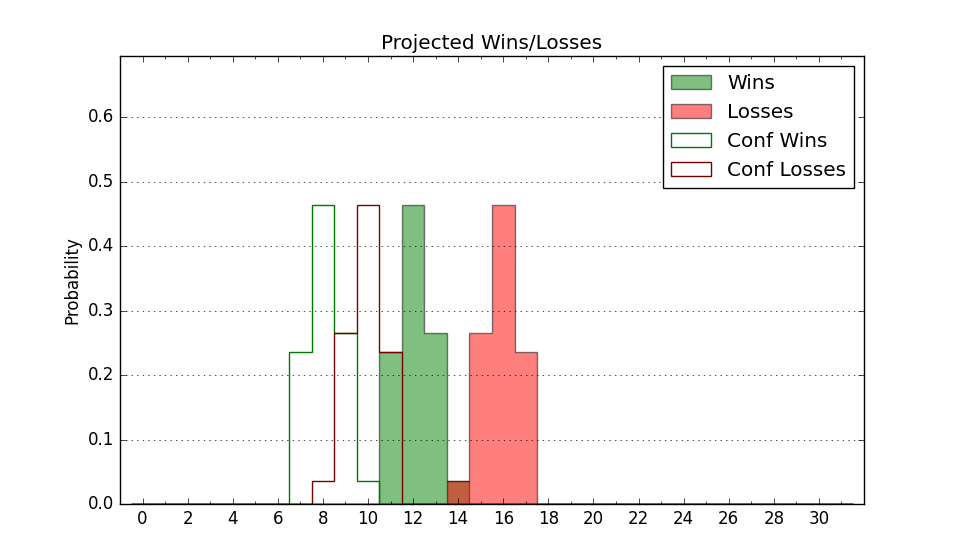 Projected Wins/Losses
Wins
Losses
Conf Wins
Conf Losses
Probability
0.6
0.5
0.4
0.3
0.2
0.1
0.0
0 2 4 6 8 10 12 14 16 18 20 22 24 26 28 30